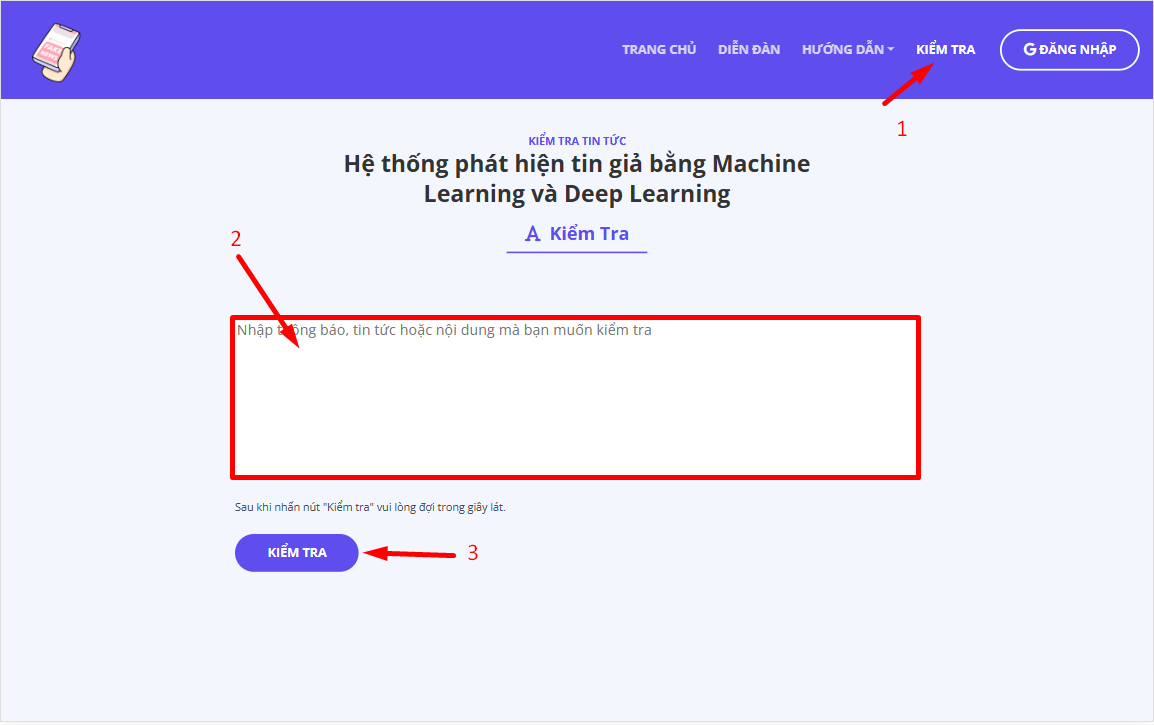 FAKE NEWS
TRANG CHỦ DIỄN ĐÀN HƯỚNG DẪN KIỂM TRA G ĐĂNG NHẬP
1
KIỂM TRA TIN TỨC
Hệ thống phát hiện tin giả bằng Machine
Learning và Deep Learning
A Kiểm Tra
2
Nhập thông báo, tin tức hoặc nội dung mà bạn muốn kiểm tra
Sau khi nhấn nút "Kiểm tra" vui lòng đợi trong giây lát.
KIỂM TRA 3